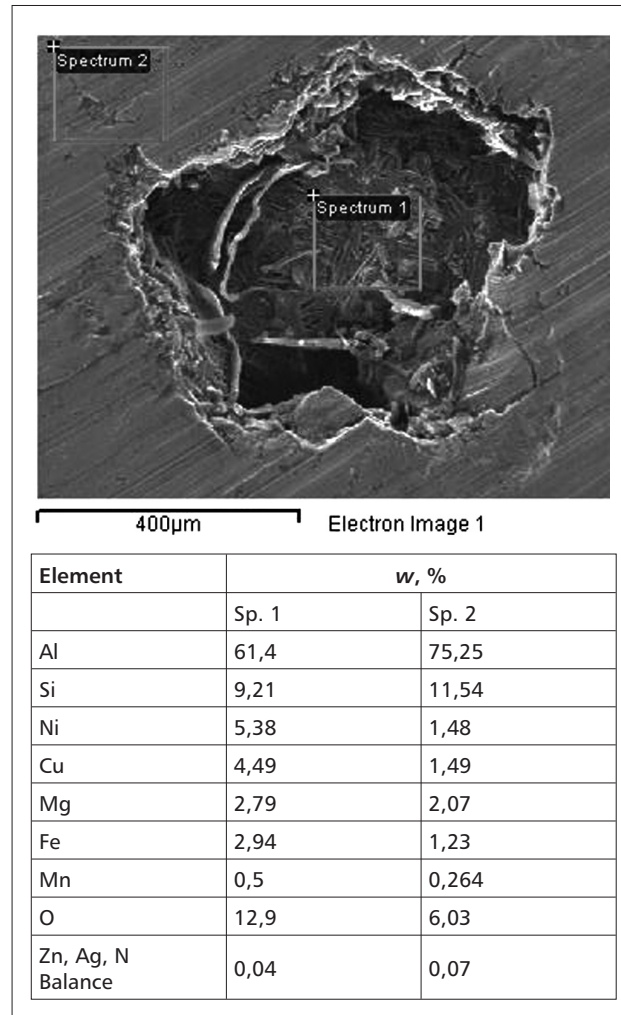 Spectrum 2
Spectrum 1
400μm Electron Image 1
Element w, %
Sp. 1 Sp. 2
Al 61,4 75,25
Si 9,21 11,54
Ni 5,38 1,48
Cu 4,49 1,49
Mg 2,79 2,07
Fe 2,94 1,23
Mn 0,5 0,264
O 12,9 6,03
Zn, Ag, N
Balance 0,04 0,07